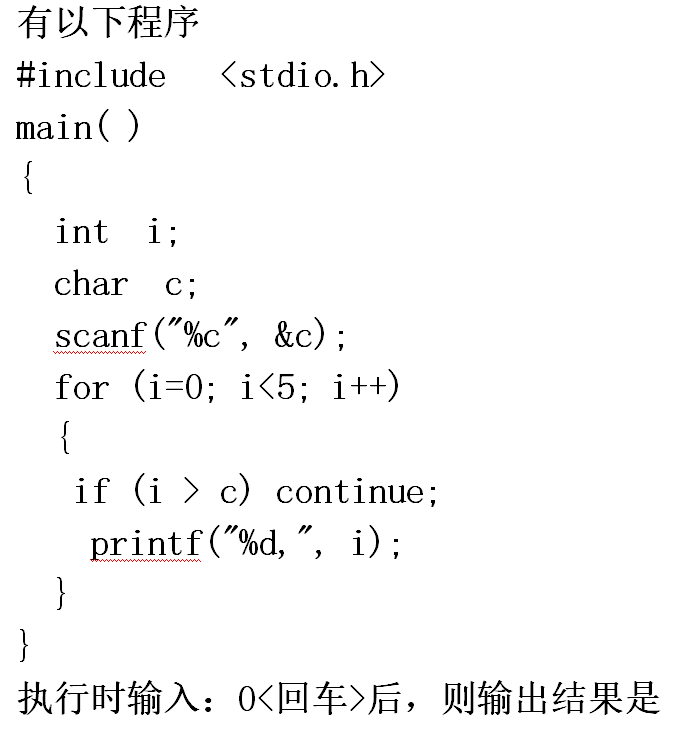 有以下程序
#include <stdio.h>
main( )
{
int i;
char c;
scanf("%c", &c);
for (i=0; i<5; i++)
{
if (i > c) continue;
printf("%d,", i);
}
}
执行时输入：0<回车>后，则输出结果是